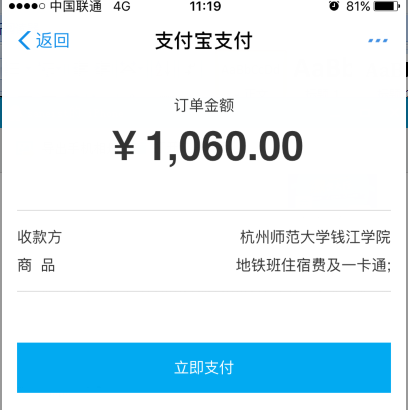 中国联通 4G 11:19 81%
返回 支付宝支付
订单金额
¥1,060.00
收款方 杭州师范大学钱江学院
商 品 地铁班住宿费及一卡通;
立即支付